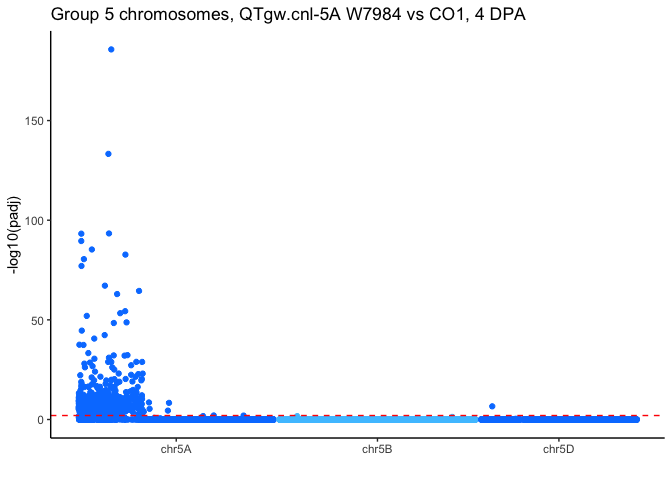 Group 5 chromosomes, QTgw.cnl-5A W7984 vs CO1, 4 DPA
-log10(padj)
150
100
50
0
chr5A
chr5B
chr5D